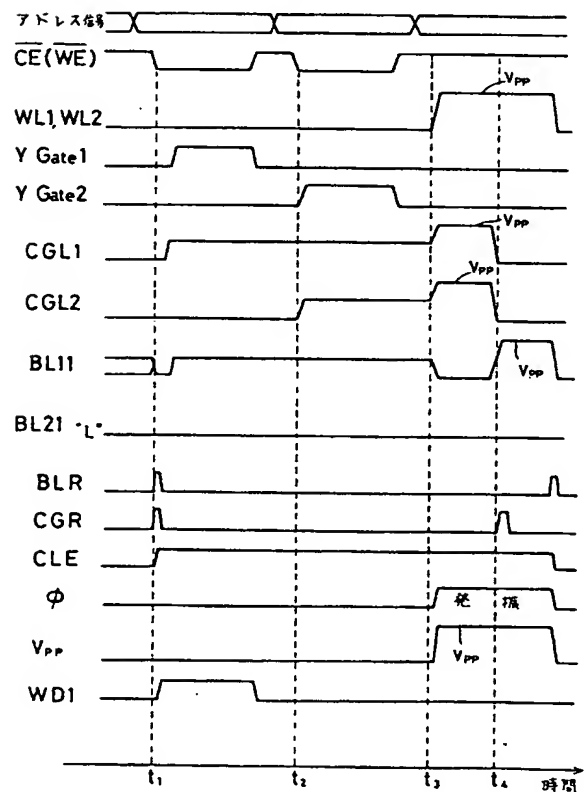 アドレス信号
CE(WE)
Vpp
WL1,WL2
Y Gate1
Y Gate2
Vpp
CGL1
Vpp
CGL2
BL11
Vpp
BL21 "L"
BLR
CGR
CLE
φ 発 振
VPP
Vpp
WD1
t1 t2 t3 t4 時間